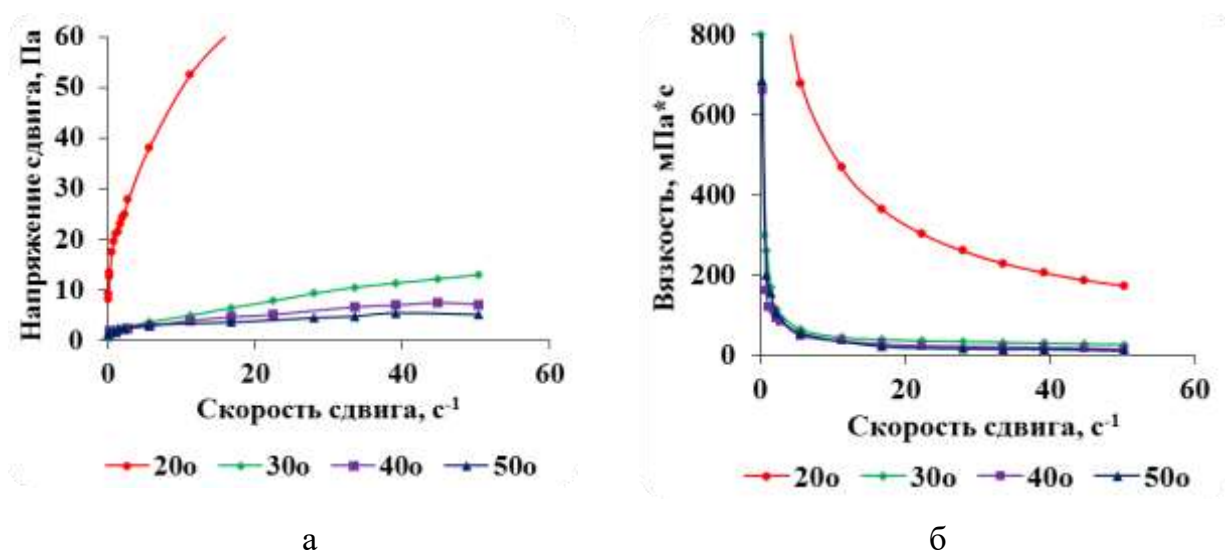 Напряжение сдвига, Па
60
50
40
30
20
10
0
0 20 40 60
Скорость сдвига, с-1
20о 30о 40о 50о
а
Вязкость, мПа*с
800
600
400
200
0
0 20 40 60
Скорость сдвига, с-1
20о 30о 40о 50о
б